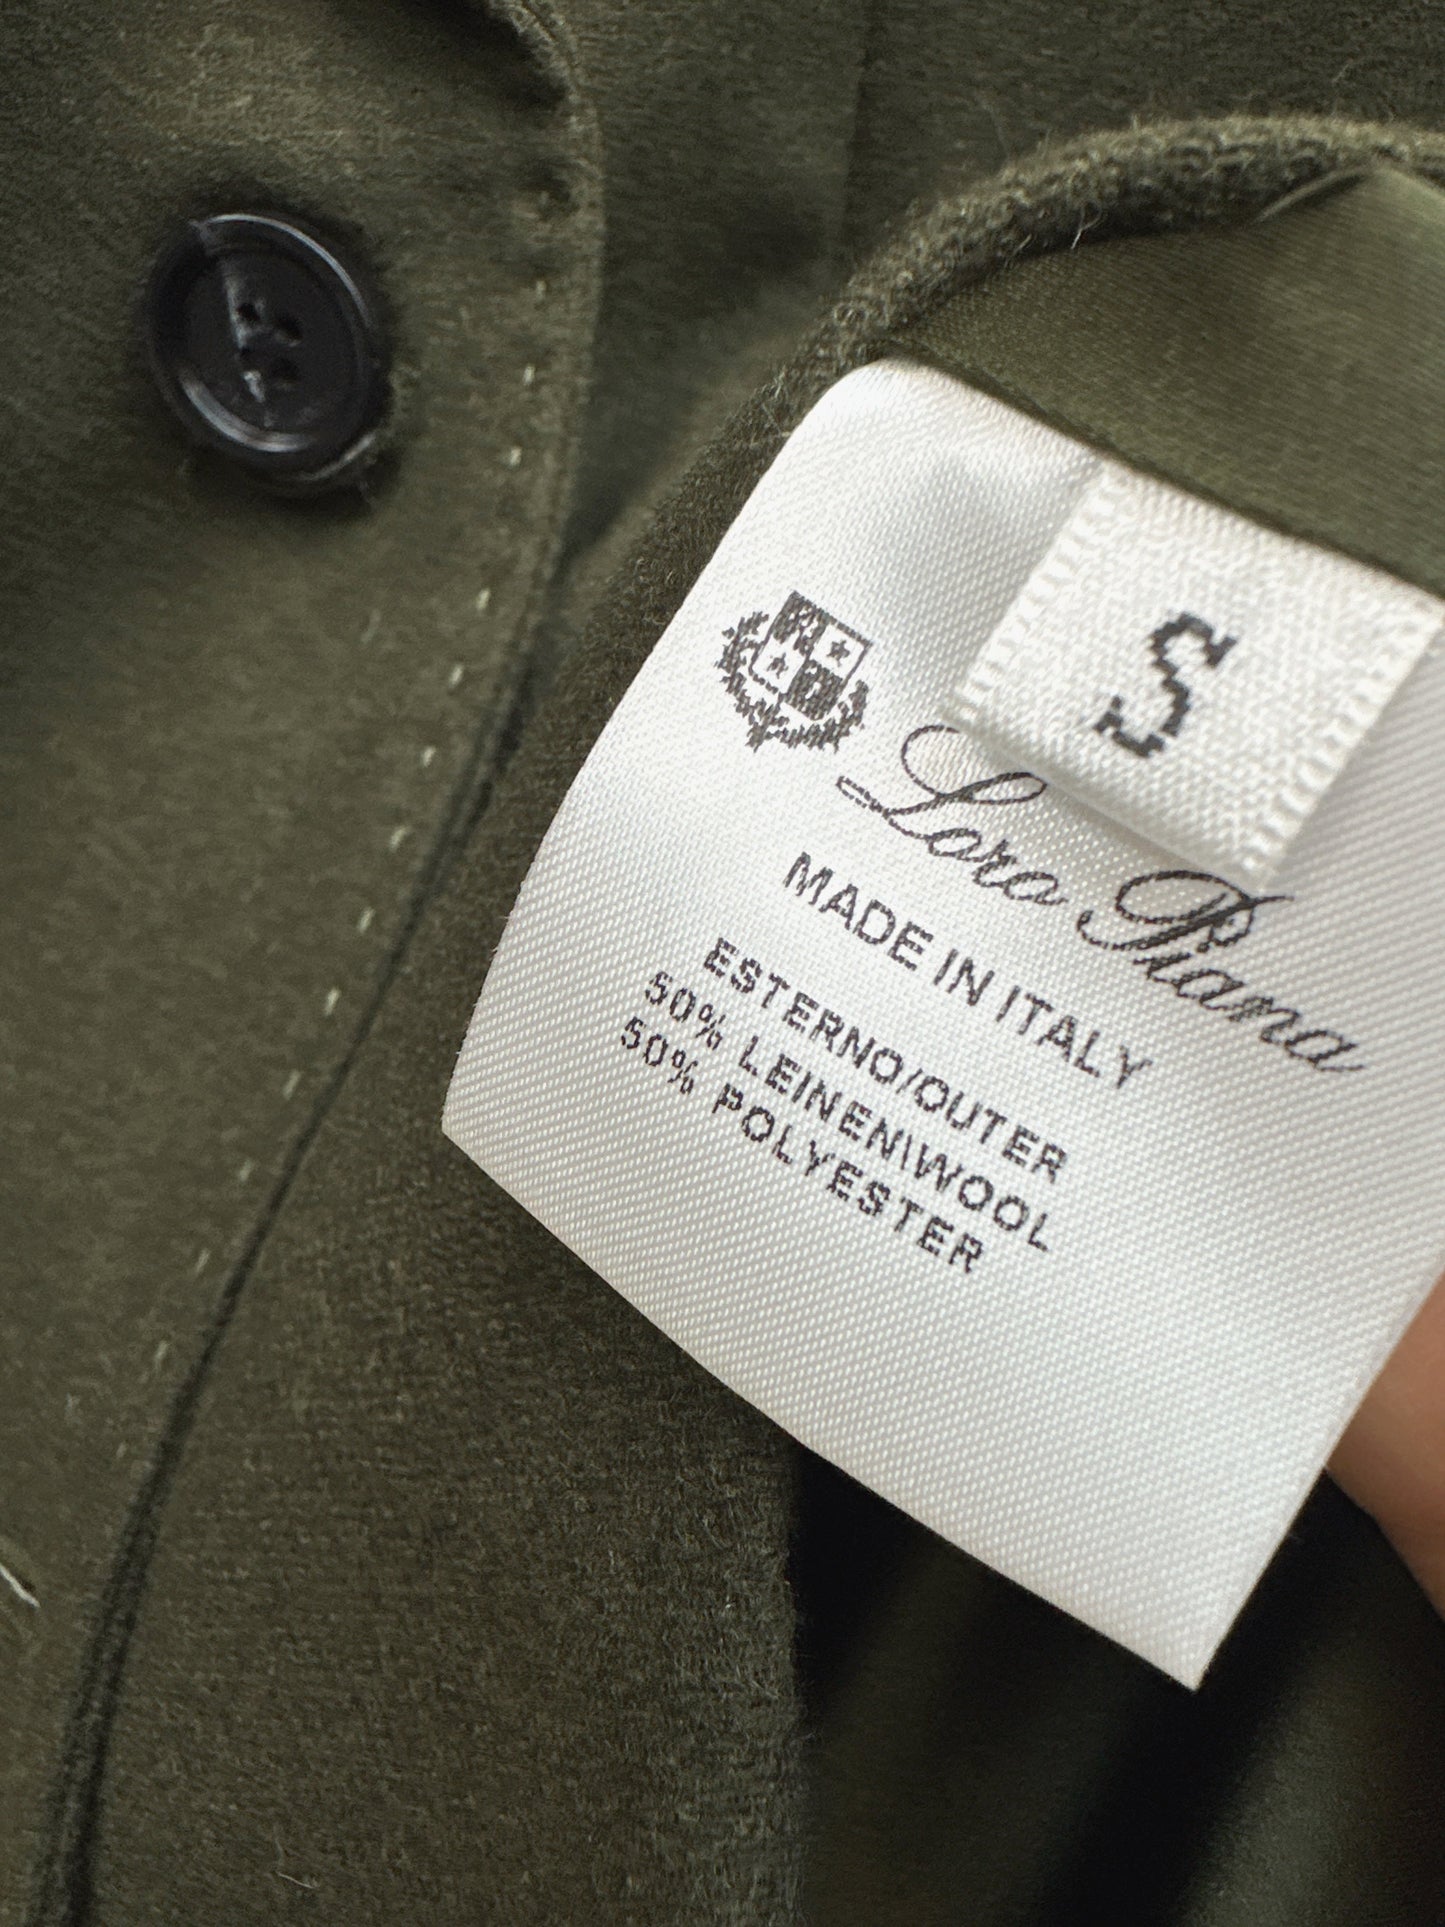 S
Loro Piana
MADE IN ITALY
ESTERNO/OUTER
50% LEINEN\WOOL
50% POLYESTER